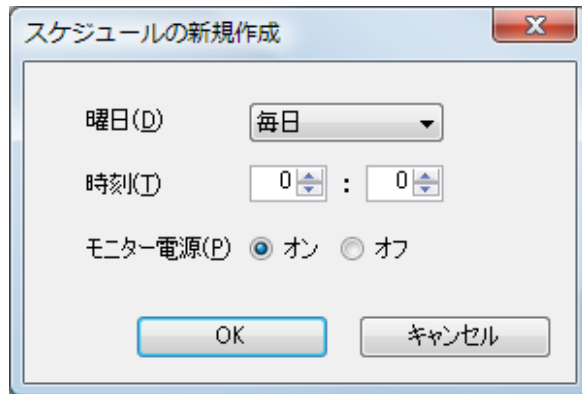 スケジュールの新規作成
曜日(D) 毎日
時刻(T) 0 : 0
モニター電源(P) オン オフ
OK キャンセル